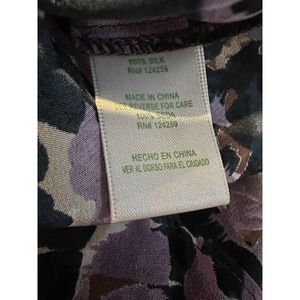 100% SILK
RN# 124259
MADE IN CHINA
SEE REVERSE FOR CARE
100% SEDA
RN# 124259
HECHO EN CHINA
VER AL DORSO PARA EL CUIDADO